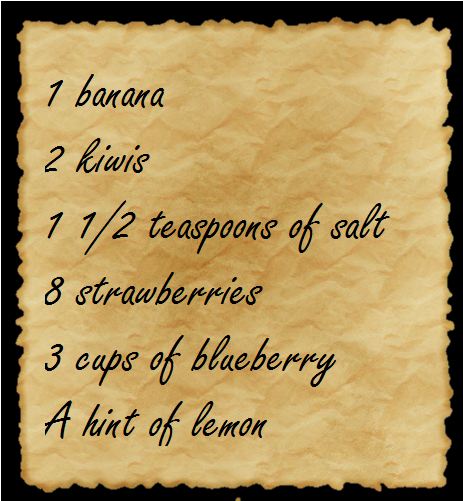 1 banana
2 kiwis
1 1/2 teaspoons of salt
8 strawberries
3 cups of blueberry
A hint of lemon